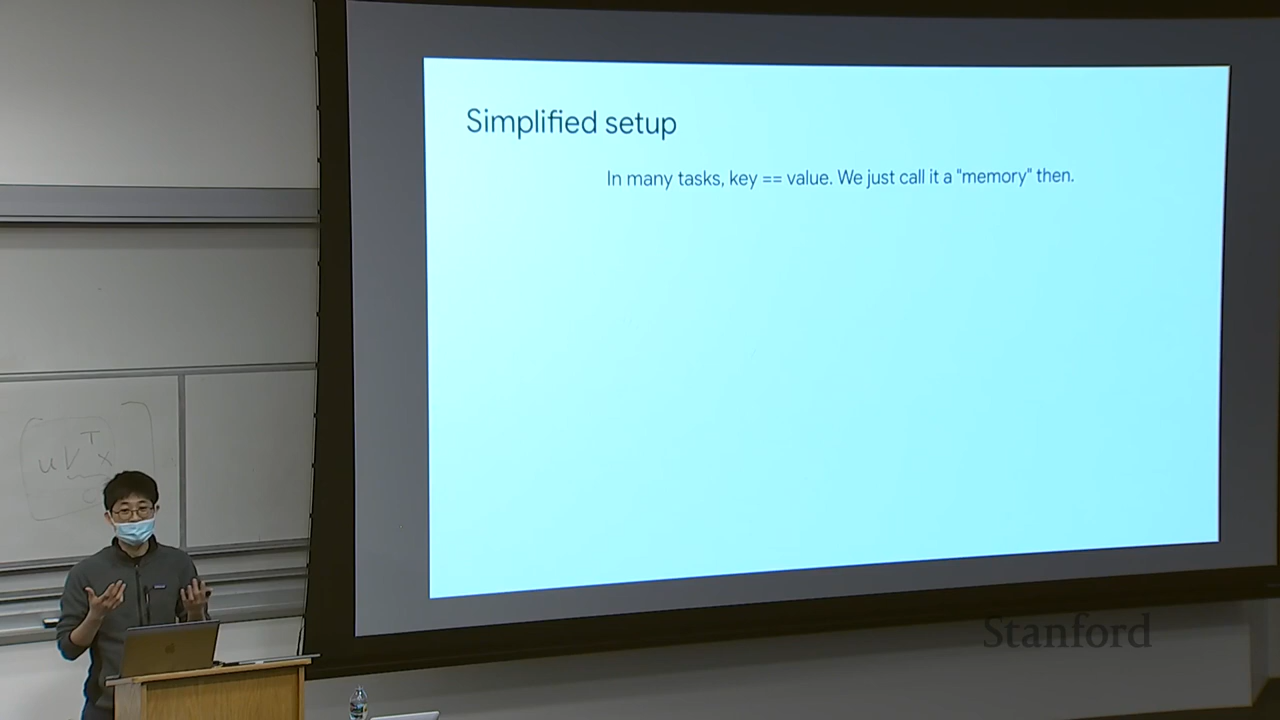 Simplified setup
In many tasks, key == value. We just call it a "memory" then.
u V T x
Stanford